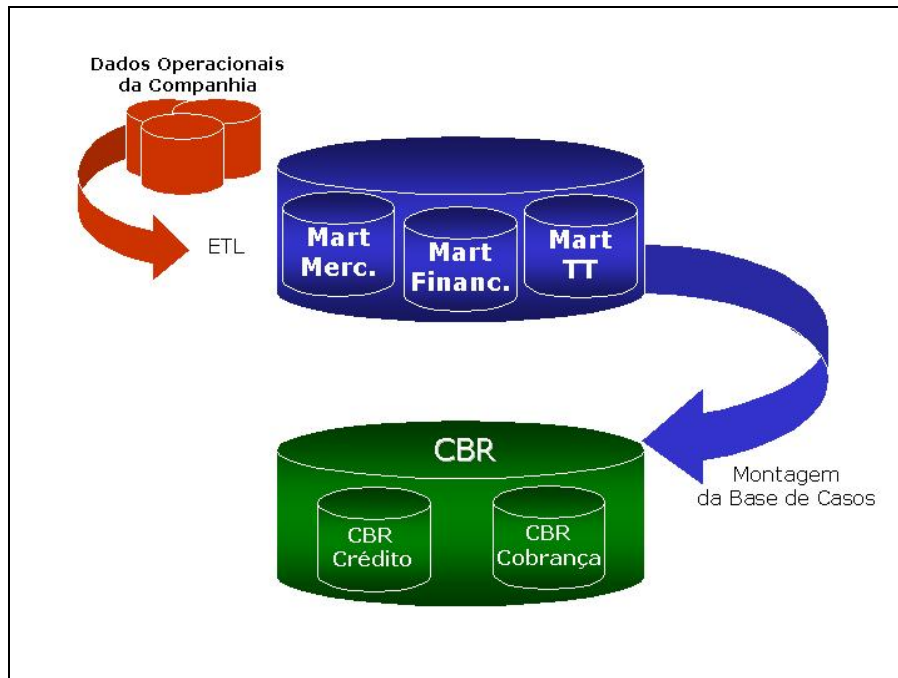 Dados Operacionais
da Companhia
ETL
Mart
Merc.
Mart
Financ.
Mart
TT
CBR
CBR
Crédito
CBR
Cobrança
Montagem
da Base de Casos